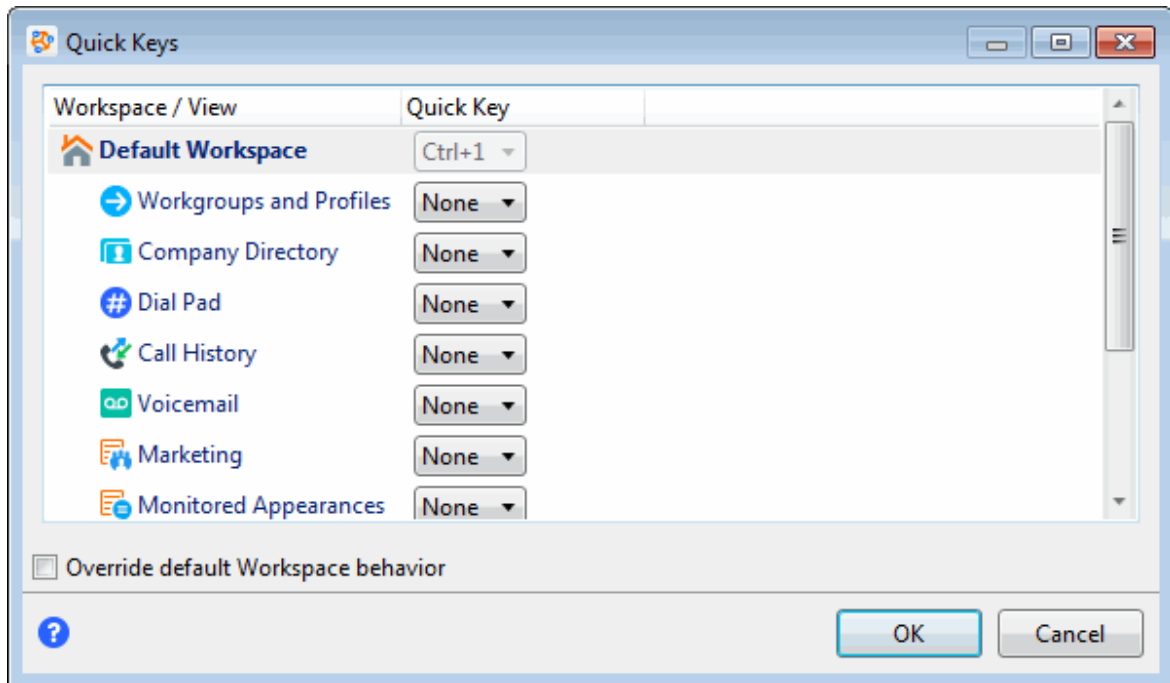 Quick Keys
Workspace / View Quick Key
Default Workspace Ctrl+1
Workgroups and Profiles None
Company Directory None
# Dial Pad None
Call History None
Voicemail None
Marketing None
Monitored Appearances None
Override default Workspace behavior
? OK Cancel